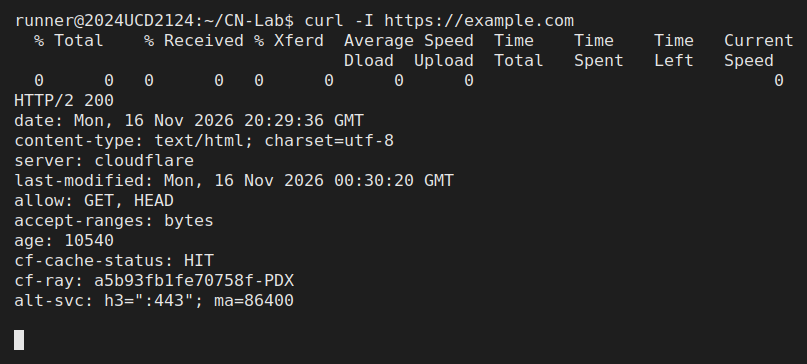 runner@2024UCD2124:~/CN-Lab$ curl -I https://example.com
  % Total    % Received % Xferd  Average Speed  Time    Time    Time   Current
                                 Dload  Upload  Total   Spent   Left   Speed
  0      0   0      0   0      0      0      0                              0
HTTP/2 200
date: Mon, 16 Nov 2026 20:29:36 GMT
content-type: text/html; charset=utf-8
server: cloudflare
last-modified: Mon, 16 Nov 2026 00:30:20 GMT
allow: GET, HEAD
accept-ranges: bytes
age: 10540
cf-cache-status: HIT
cf-ray: a5b93fb1fe70758f-PDX
alt-svc: h3=":443"; ma=86400